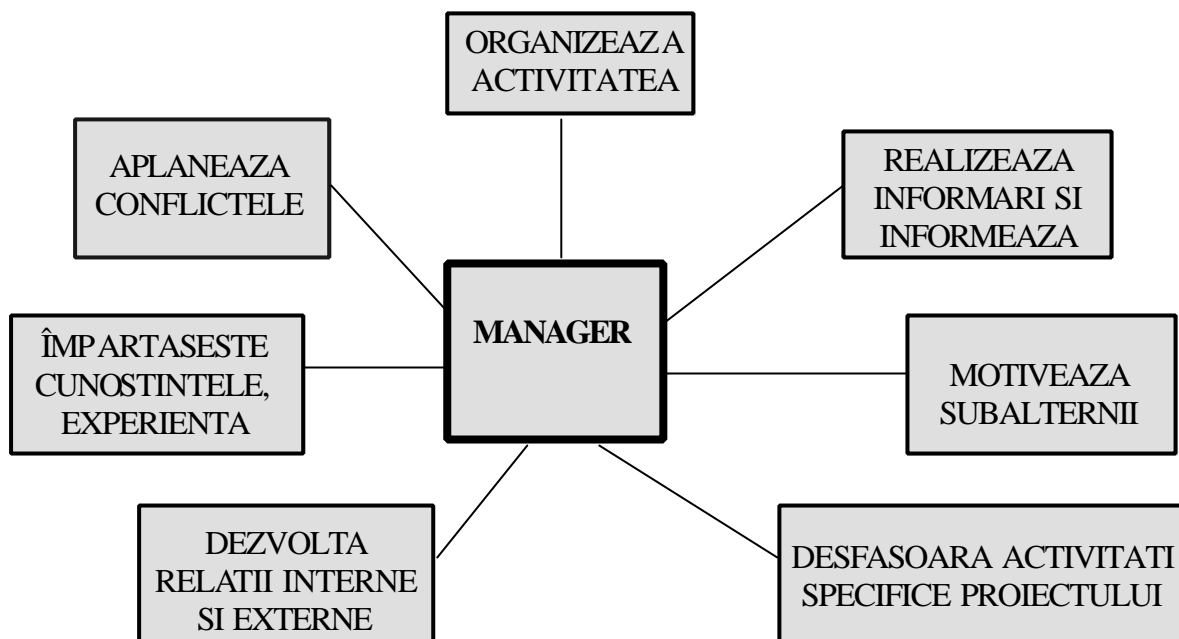 ORGANIZEAZA
ACTIVITATEA
APLANEAZA
CONFLICTELE
REALIZEAZA
INFORMARI SI
INFORMEAZA
MANAGER
ÎMPARTASESTE
CUNOSTINTELE,
EXPERIENTA
MOTIVEAZA
SUBALTERNII
DEZVOLTA
RELATII INTERNE
SI EXTERNE
DESFASOARA ACTIVITATI
SPECIFICE PROIECTULUI